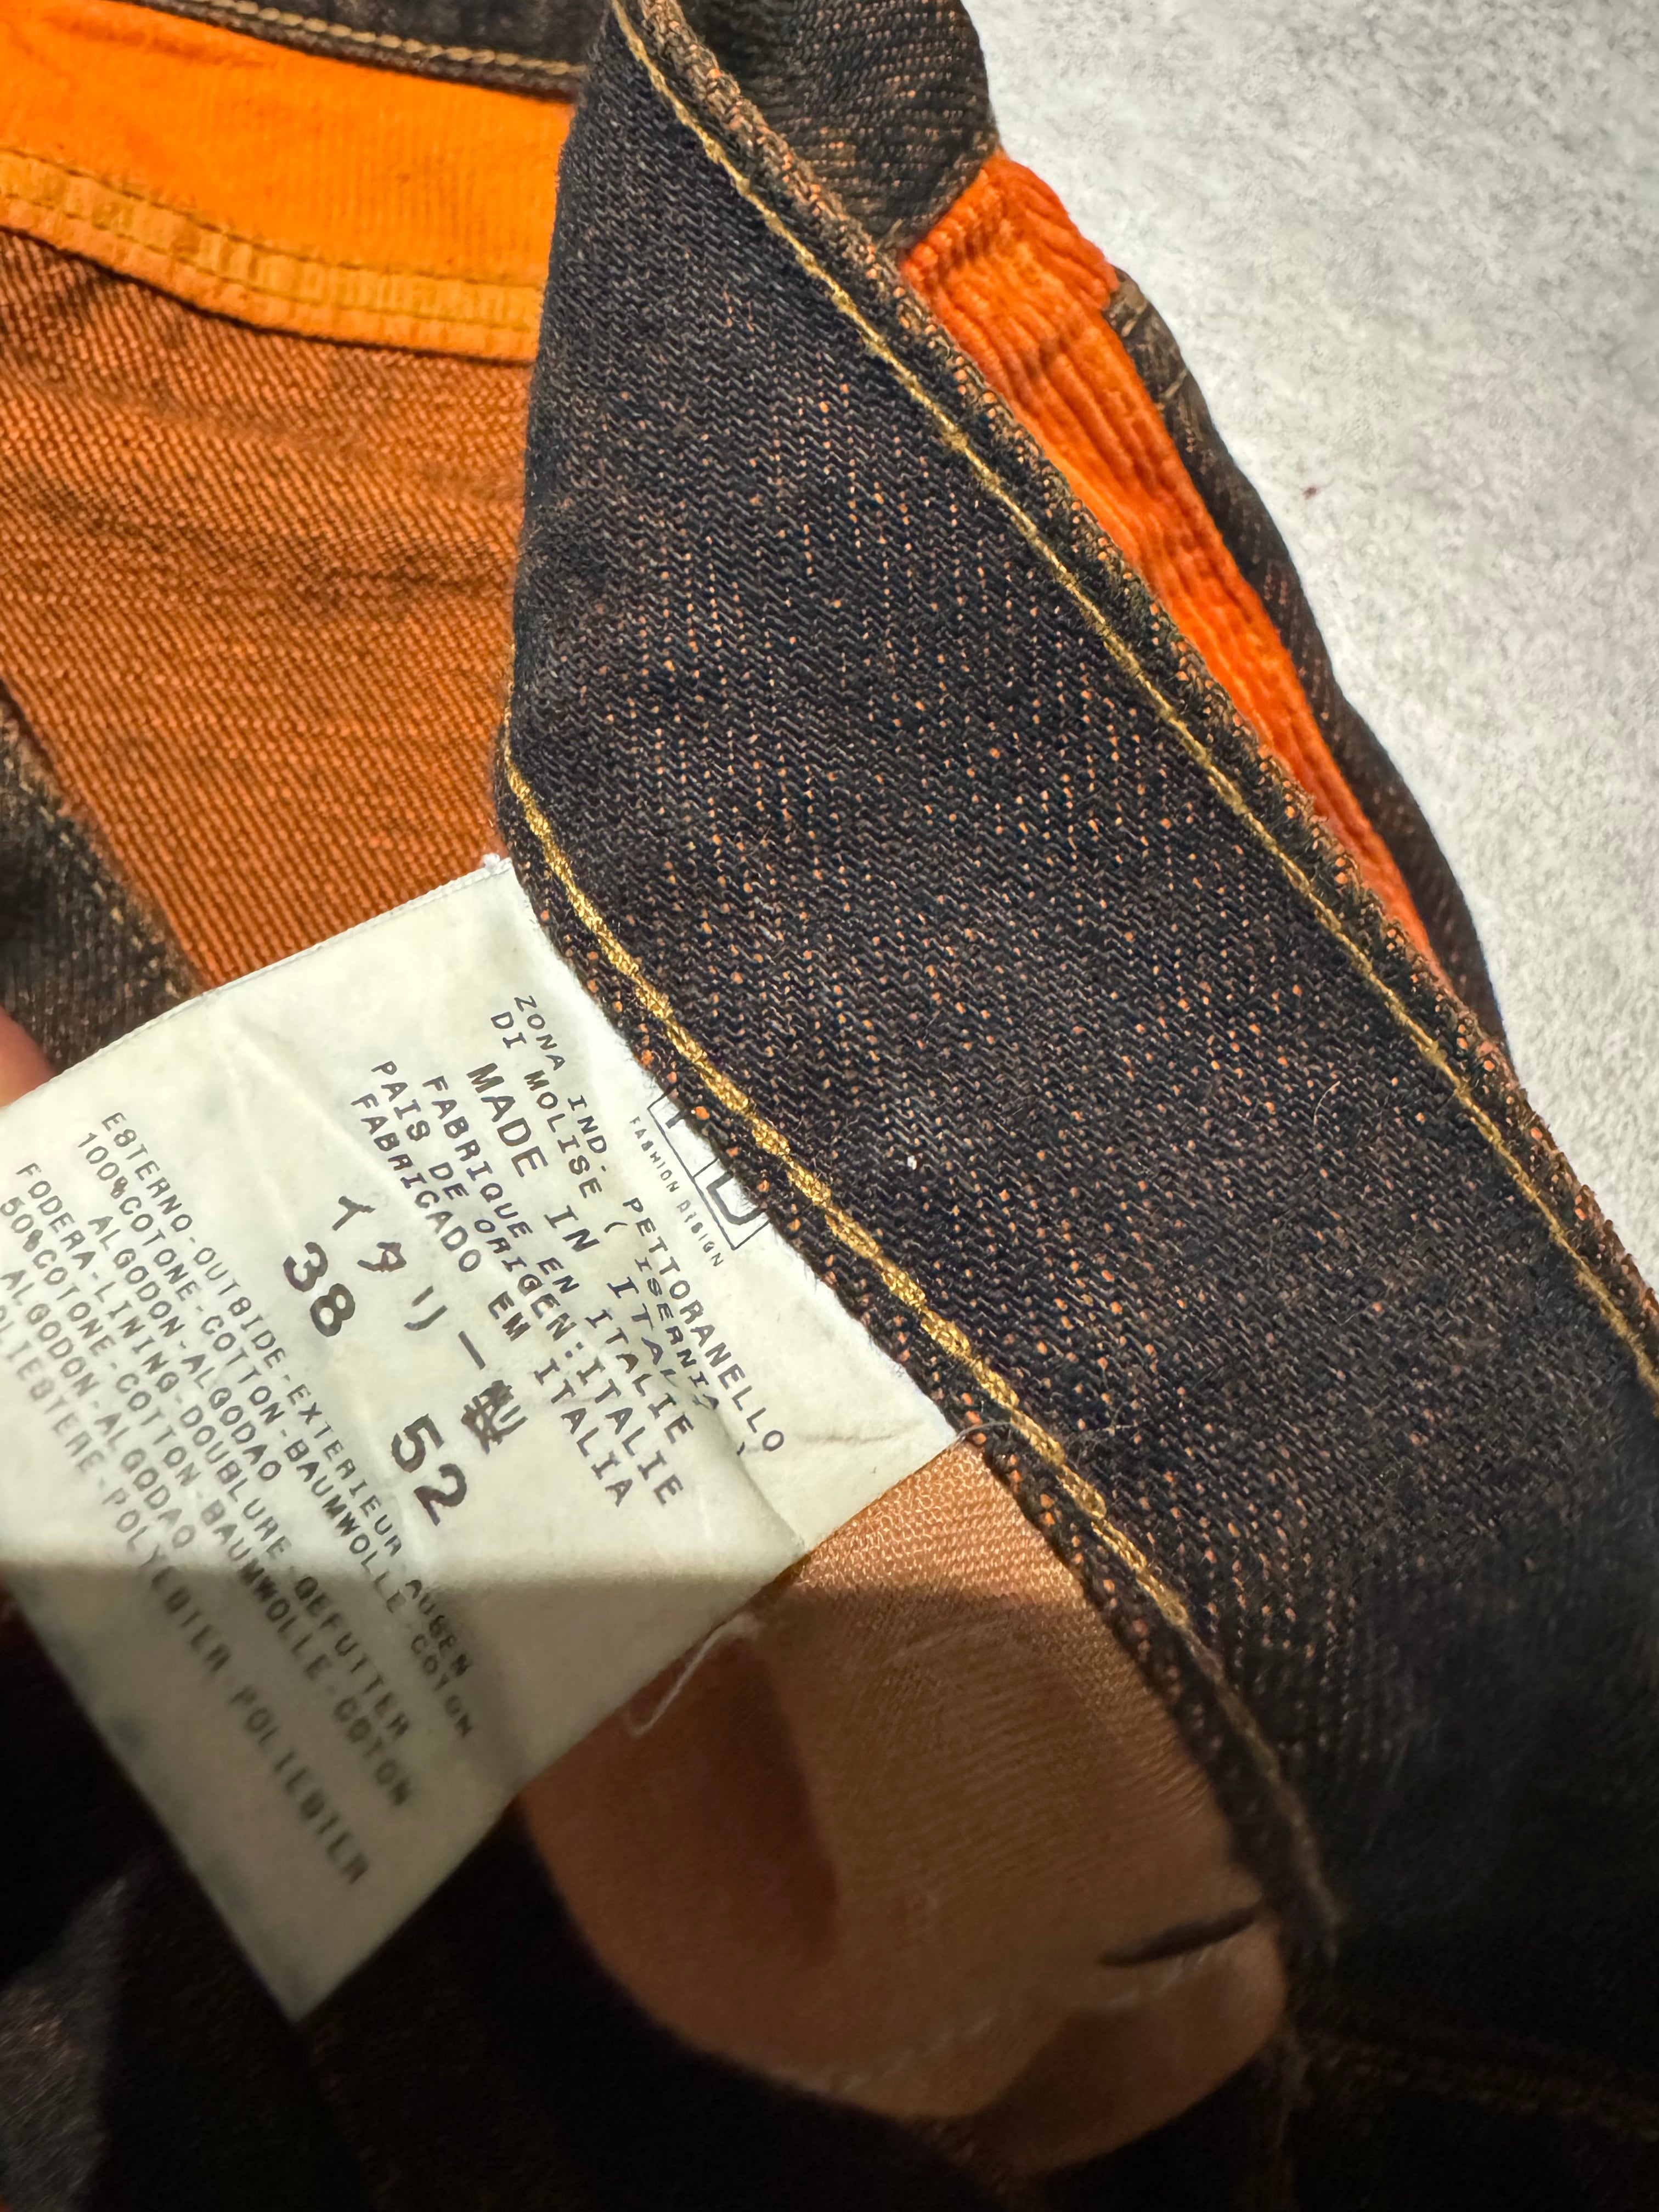 FASHION DESIGN
ZONA IND. PETTORANELLO
DI MOLISE ( ISERNIA )
MADE IN ITALY
FABRIQUE EN ITALIE
PAIS DE ORIGEN:ITALIE
FABRICADO EM ITALIA
イタリー製
38 52
ESTERNO-OUTSIDE-EXTERIEUR AUßEN
100%COTONE-COTTON-BAUMWOLLE-COTON
ALGODON-ALGODAO
FODERA-LINING-DOUBLURE-GEFUTTER
50%COTONE-COTTON-BAUMWOLLE-COTON
ALGODON-ALGODAO
POLIESTERE-POLYESTER POLIESTER